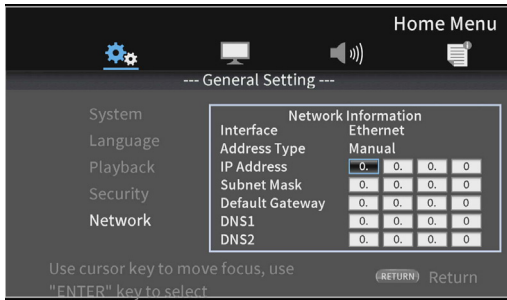 Home Menu
--- General Setting ---
System
Language
Playback
Security
Network
Network Information
Interface Ethernet
Address Type Manual
IP Address 0. 0. 0. 0
Subnet Mask 0. 0. 0. 0
Default Gateway 0. 0. 0. 0
DNS1 0. 0. 0. 0
DNS2 0. 0. 0. 0
Use cursor key to move focus, use
"ENTER" key to select
RETURN Return